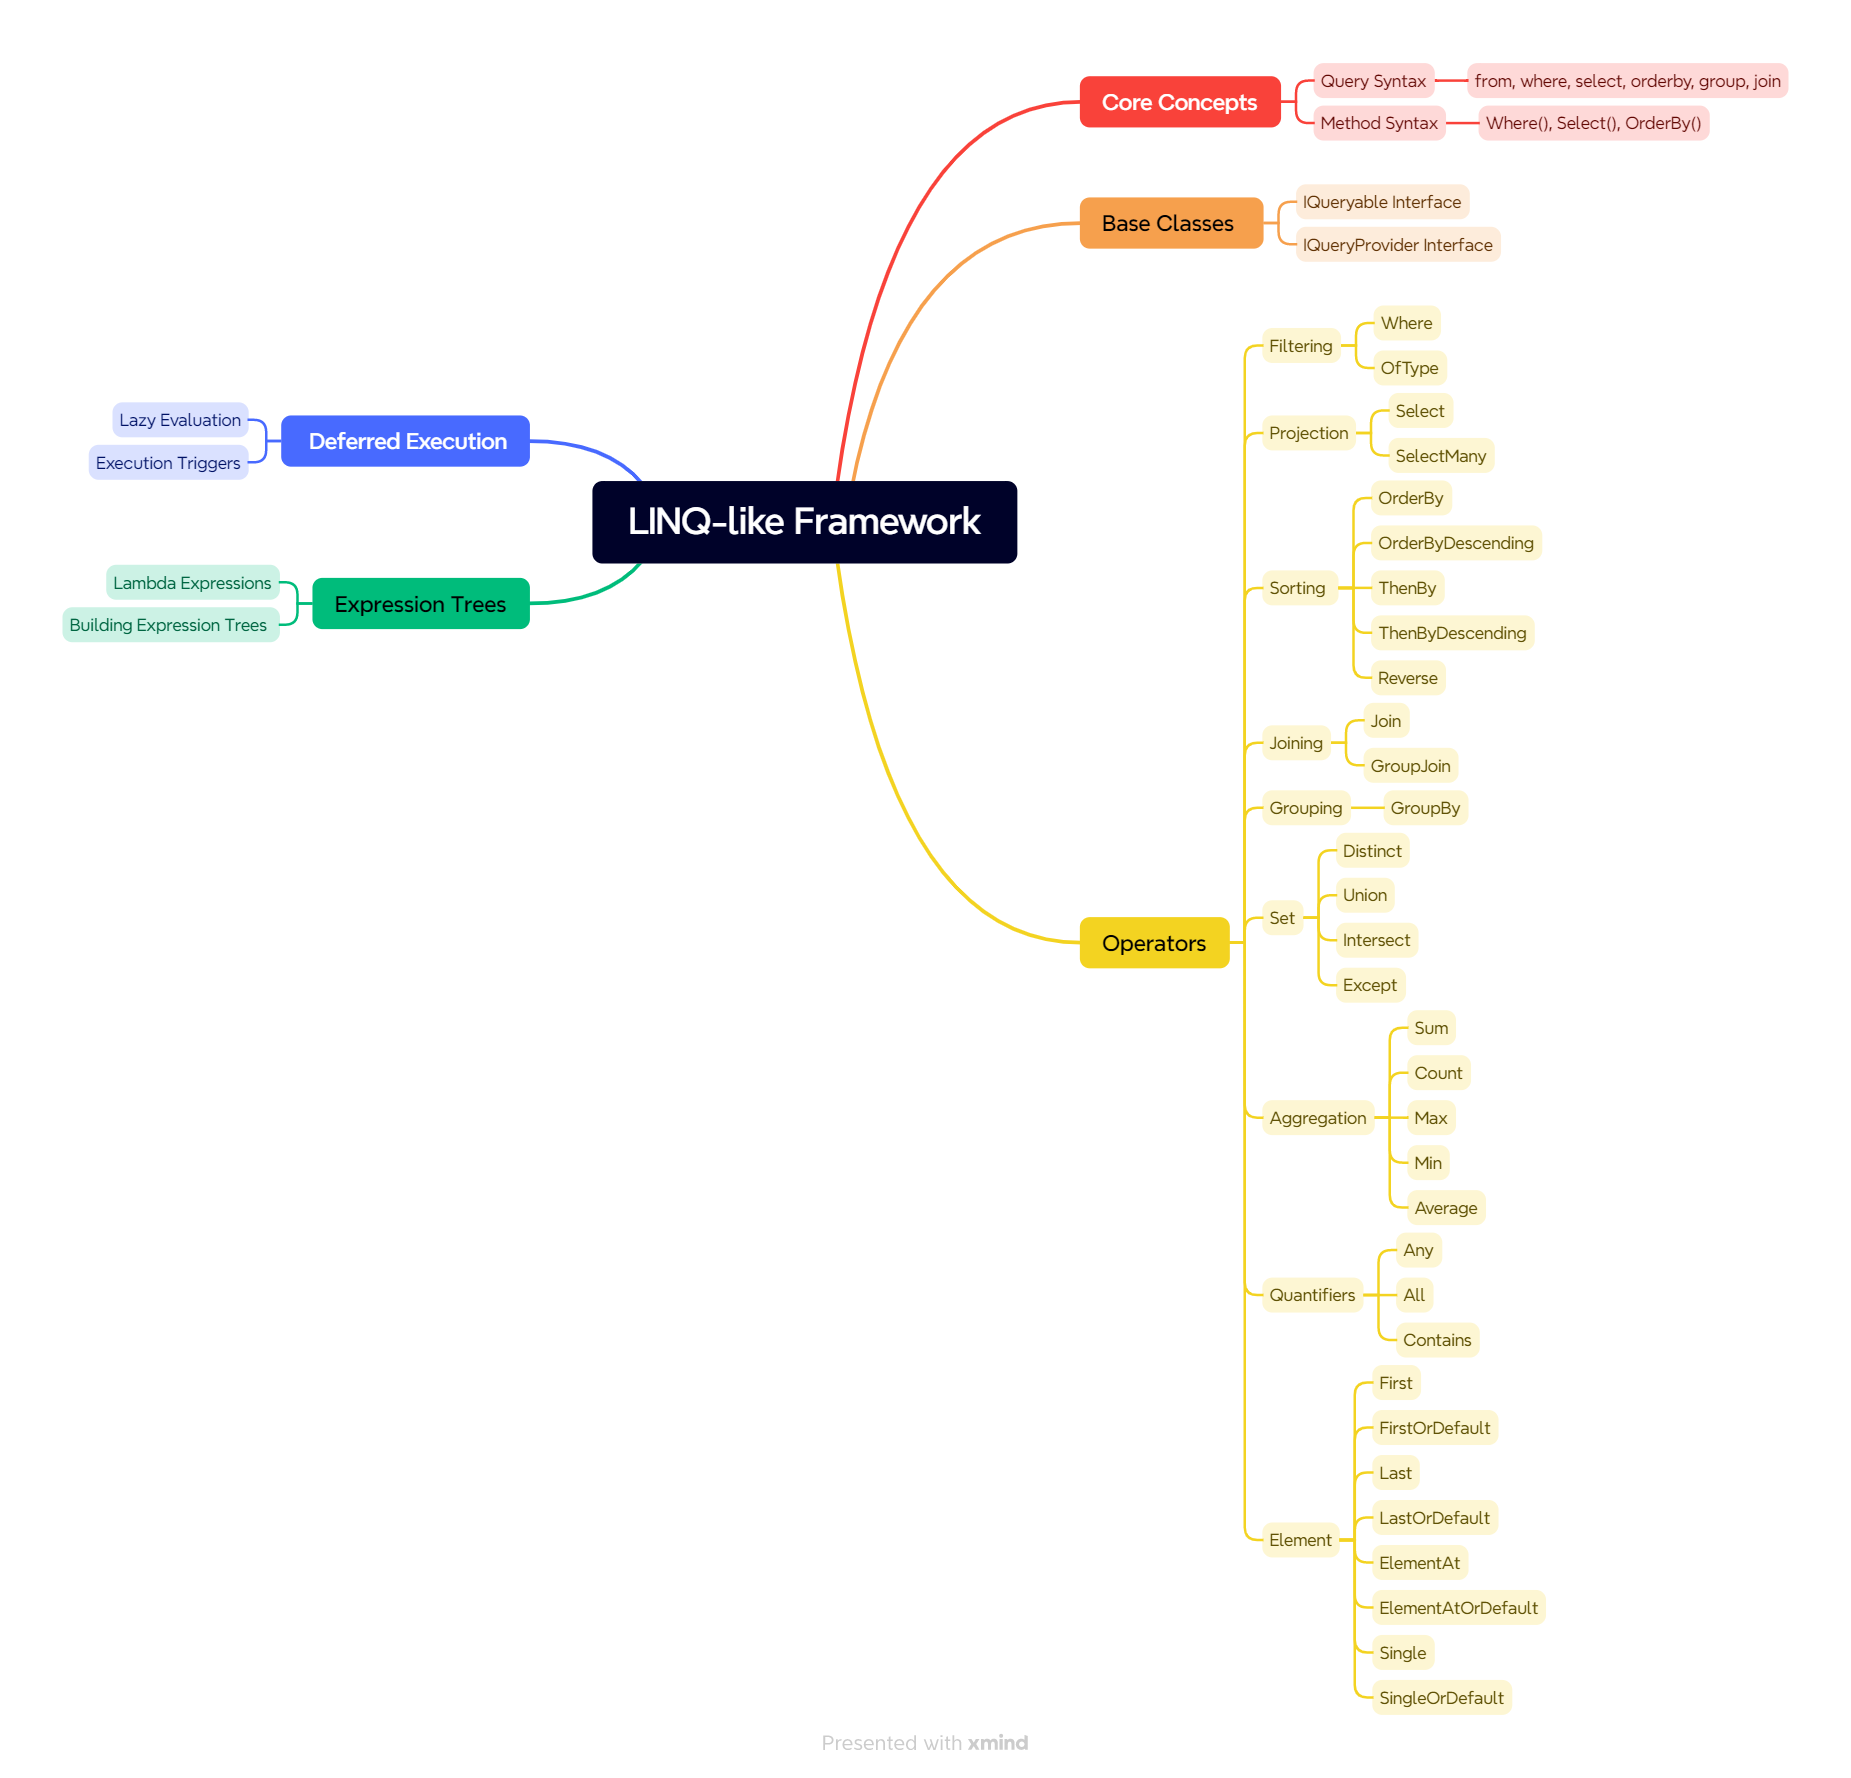 LINQ-like Framework
Core Concepts
Query Syntax
from, where, select, orderby, group, join
Method Syntax
Where(), Select(), OrderBy()
Base Classes
IQueryable Interface
IQueryProvider Interface
Operators
Filtering
Where
OfType
Projection
Select
SelectMany
Sorting
OrderBy
OrderByDescending
ThenBy
ThenByDescending
Reverse
Joining
Join
GroupJoin
Grouping
GroupBy
Set
Distinct
Union
Intersect
Except
Aggregation
Sum
Count
Max
Min
Average
Quantifiers
Any
All
Contains
Element
First
FirstOrDefault
Last
LastOrDefault
ElementAt
ElementAtOrDefault
Single
SingleOrDefault
Deferred Execution
Lazy Evaluation
Execution Triggers
Expression Trees
Lambda Expressions
Building Expression Trees
Presented with xmind